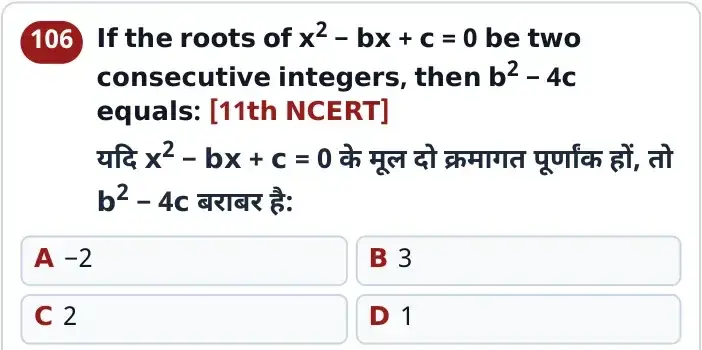 106 If the roots of x² – bx + c = 0 be two
consecutive integers, then b² – 4c
equals: [11th NCERT]
यदि x² – bx + c = 0 के मूल दो क्रमागत पूर्णांक हों, तो
b² – 4c बराबर है:
A −2
B 3
C 2
D 1